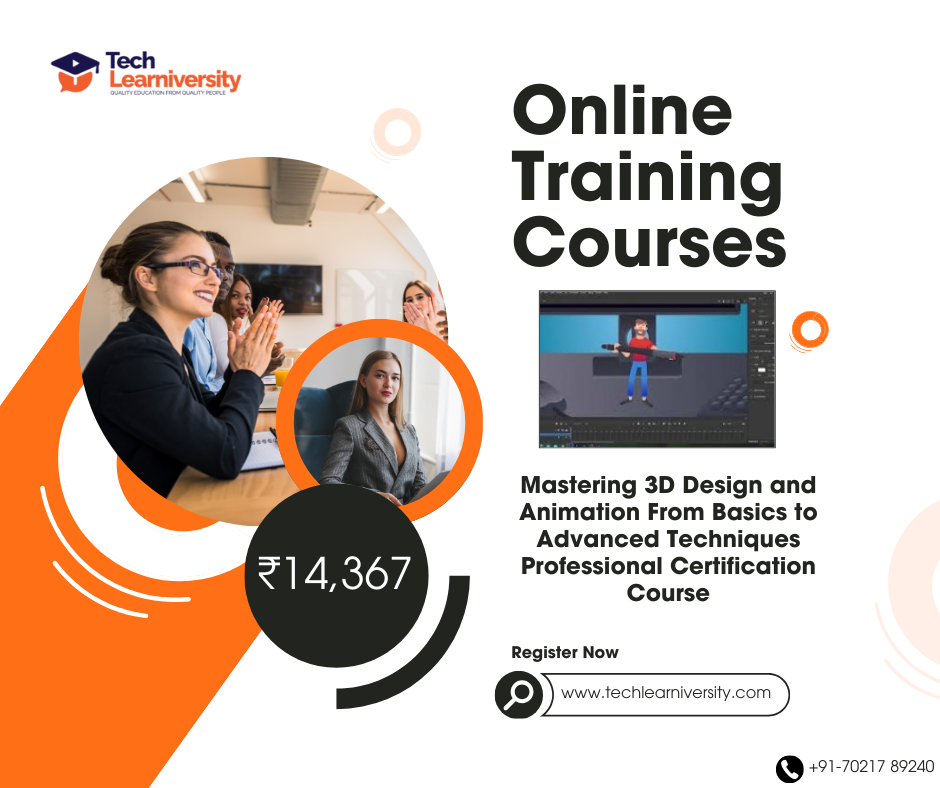 Tech
Learniversity
QUALITY EDUCATION FROM QUALITY PEOPLE
Online
Training
Courses
Mastering 3D Design and
Animation From Basics to
Advanced Techniques
Professional Certification
Course
₹14,367
Register Now
www.techlearniversity.com
+91-70217 89240